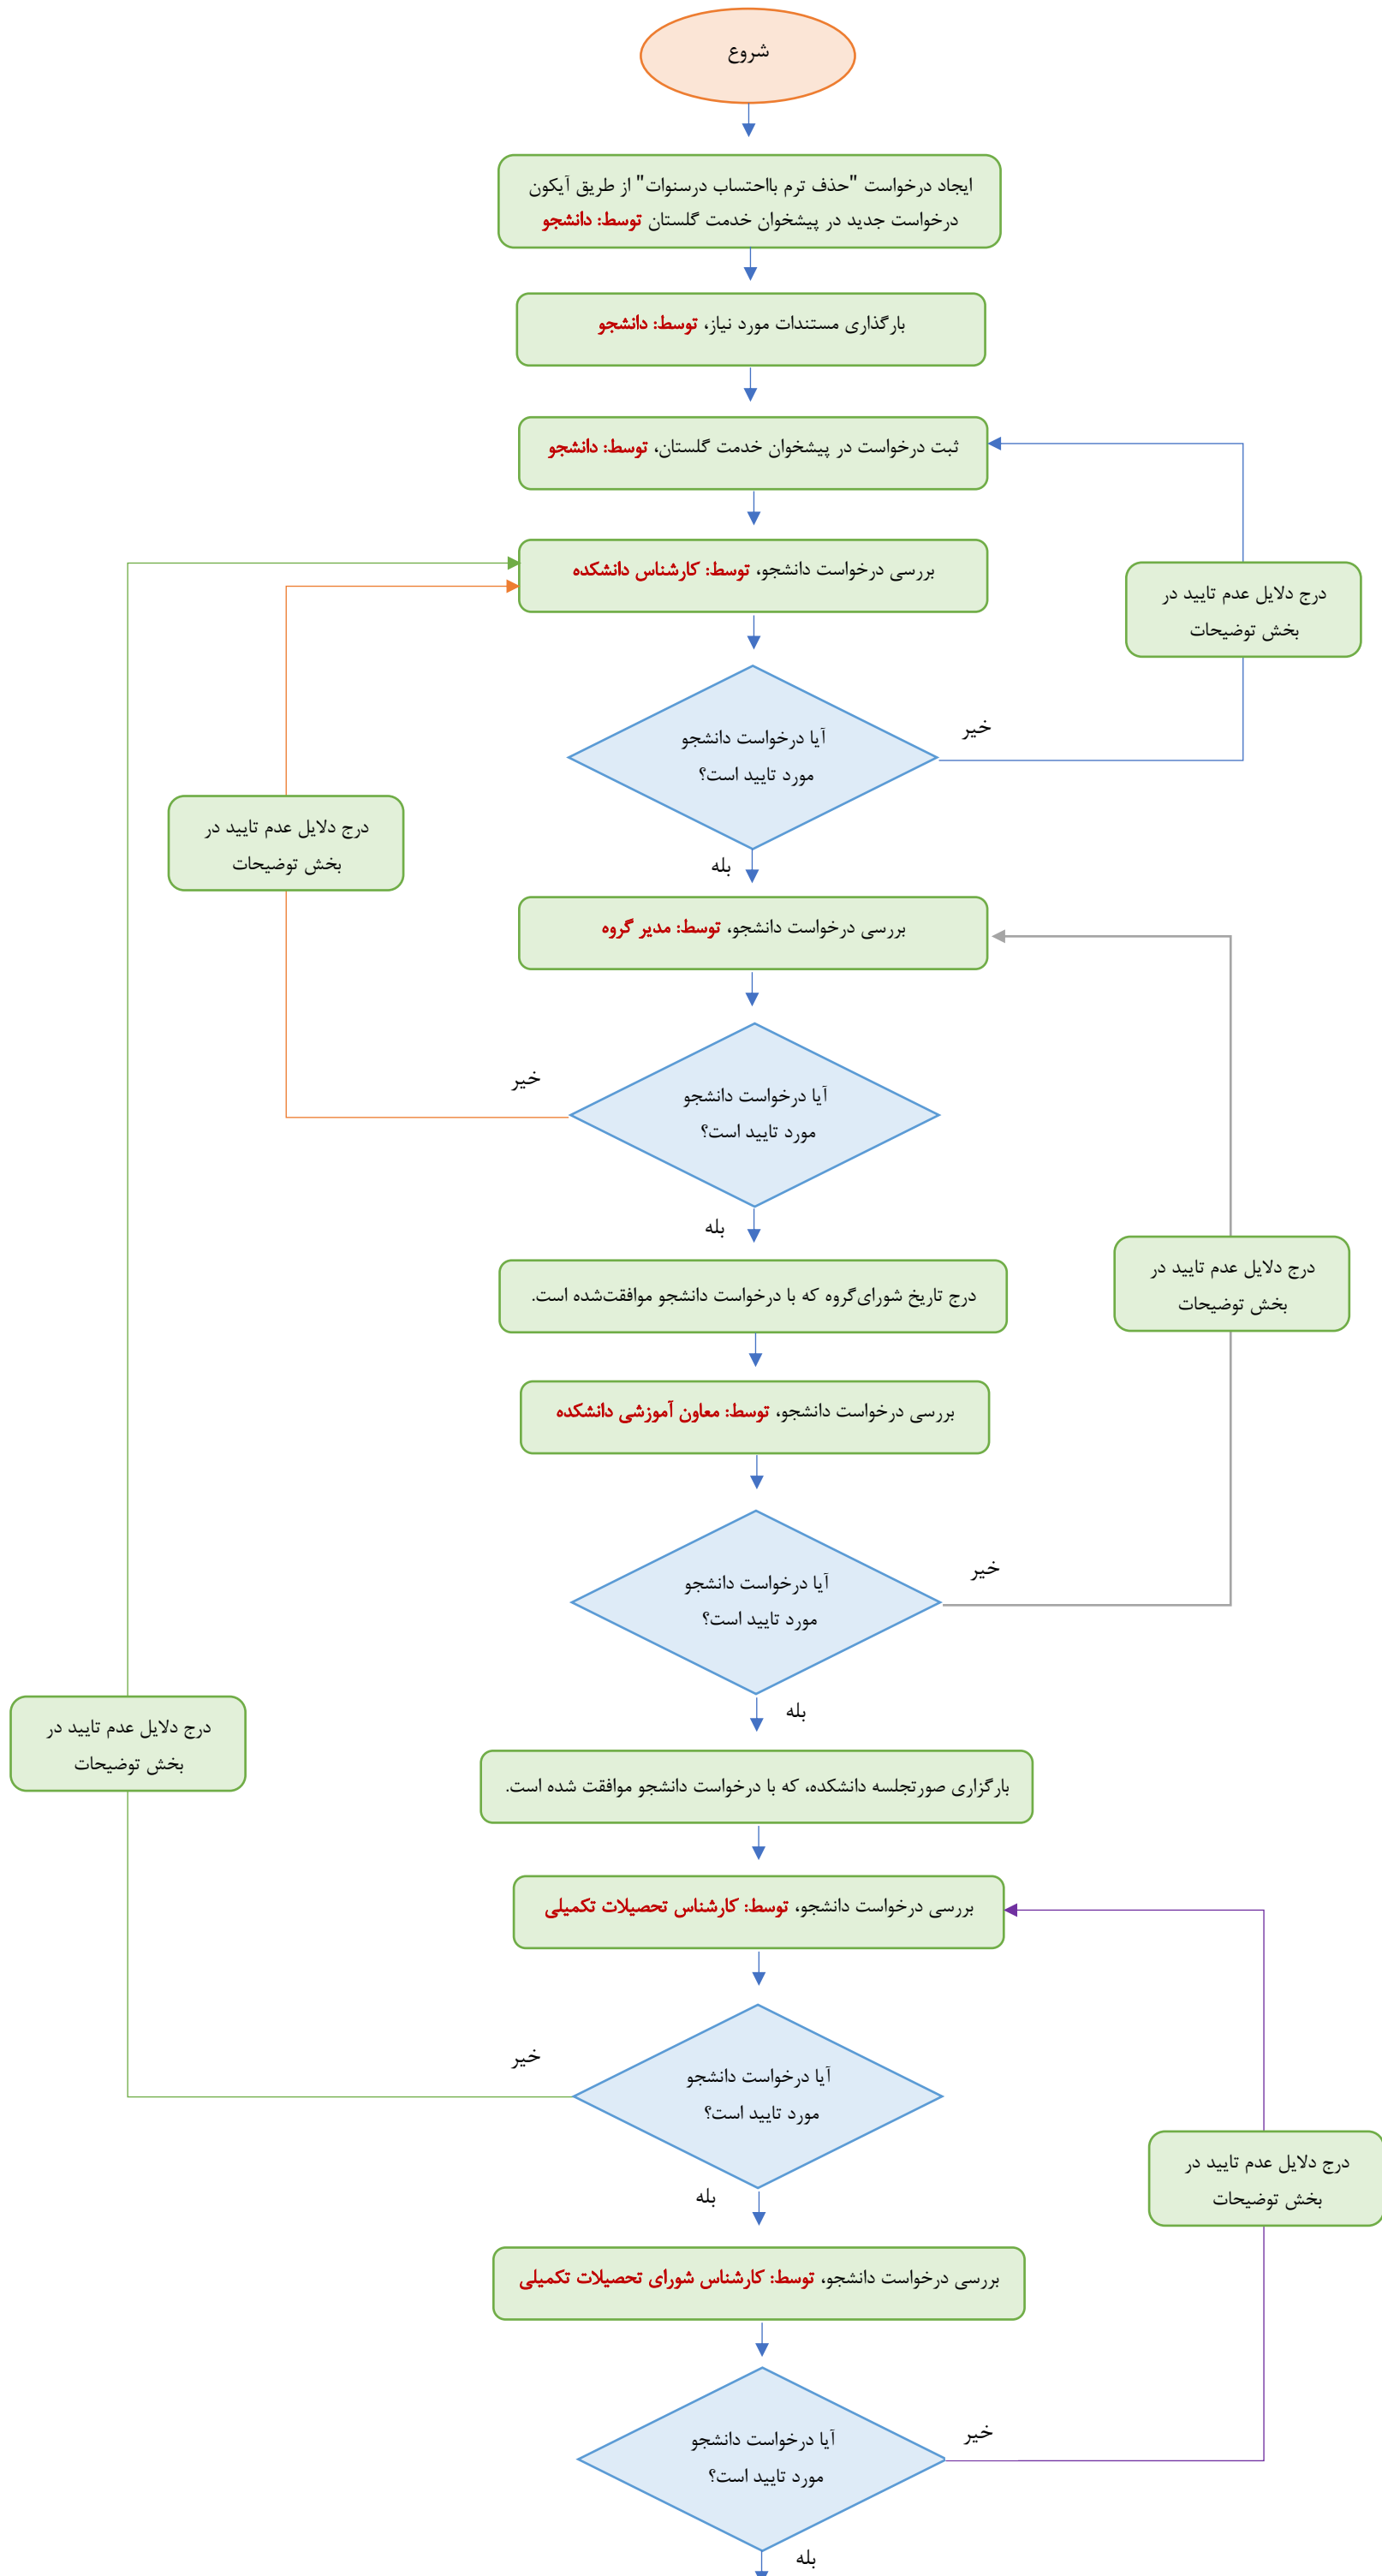 شروع
ایجاد درخواست "حذف ترم بااحتساب درسنوات" از طریق آیکون
درخواست جدید در پیشخوان خدمت گلستان توسط: دانشجو
بارگذاری مستندات مورد نیاز، توسط: دانشجو
ثبت درخواست در پیشخوان خدمت گلستان، توسط: دانشجو
بررسی درخواست دانشجو، توسط: کارشناس دانشکده
درج دلایل عدم تایید در
بخش توضیحات
آیا درخواست دانشجو
مورد تایید است؟
خیر
بله
درج دلایل عدم تایید در
بخش توضیحات
بررسی درخواست دانشجو، توسط: مدیر گروه
آیا درخواست دانشجو
مورد تایید است؟
خیر
بله
درج تاریخ شورای‌گروه که با درخواست دانشجو موافقت‌شده است.
درج دلایل عدم تایید در
بخش توضیحات
بررسی درخواست دانشجو، توسط: معاون آموزشی دانشکده
آیا درخواست دانشجو
مورد تایید است؟
خیر
بله
درج دلایل عدم تایید در
بخش توضیحات
بارگزاری صورتجلسه دانشکده، که با درخواست دانشجو موافقت شده است.
بررسی درخواست دانشجو، توسط: کارشناس تحصیلات تکمیلی
آیا درخواست دانشجو
مورد تایید است؟
خیر
بله
درج دلایل عدم تایید در
بخش توضیحات
بررسی درخواست دانشجو، توسط: کارشناس شورای تحصیلات تکمیلی
آیا درخواست دانشجو
مورد تایید است؟
خیر
بله